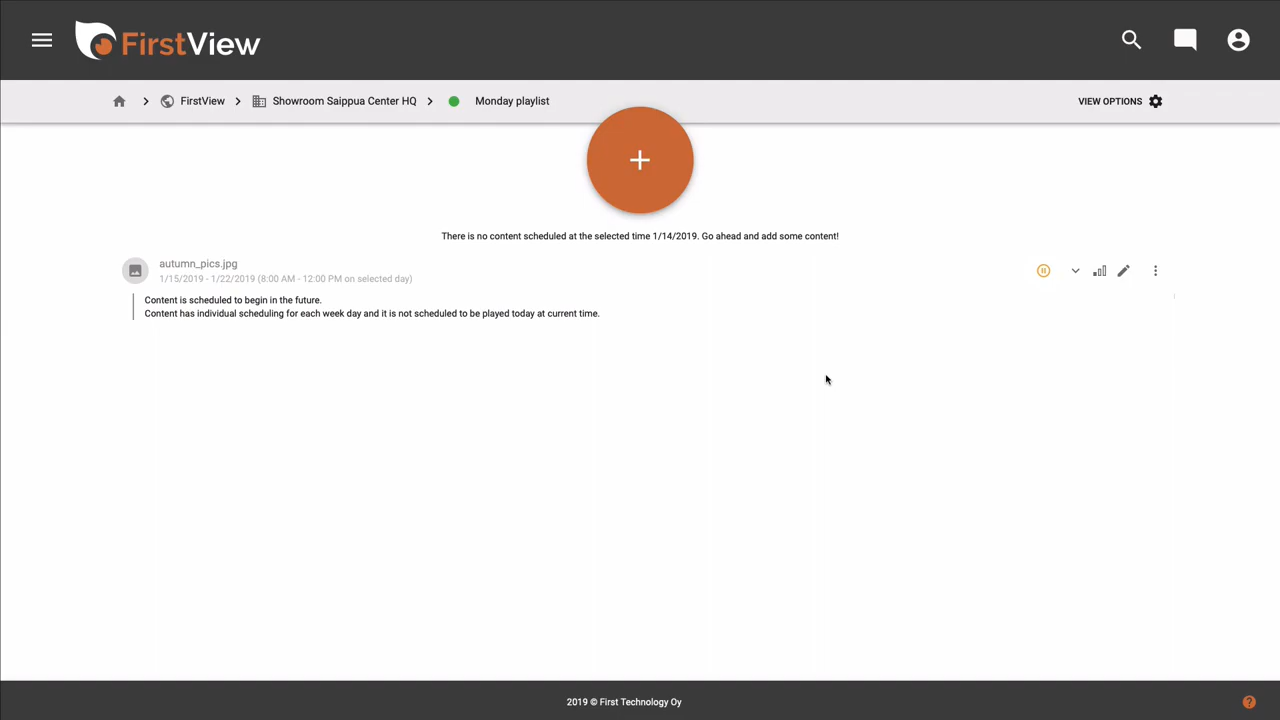 FirstView
FirstView
Showroom Saippua Center HQ
Monday playlist
VIEW OPTIONS
There is no content scheduled at the selected time 1/14/2019. Go ahead and add some content!
autumn_pics.jpg
1/15/2019 - 1/22/2019 (8:00 AM - 12:00 PM on selected day)
Content is scheduled to begin in the future.
Content has individual scheduling for each week day and it is not scheduled to be played today at current time.
2019 © First Technology Oy